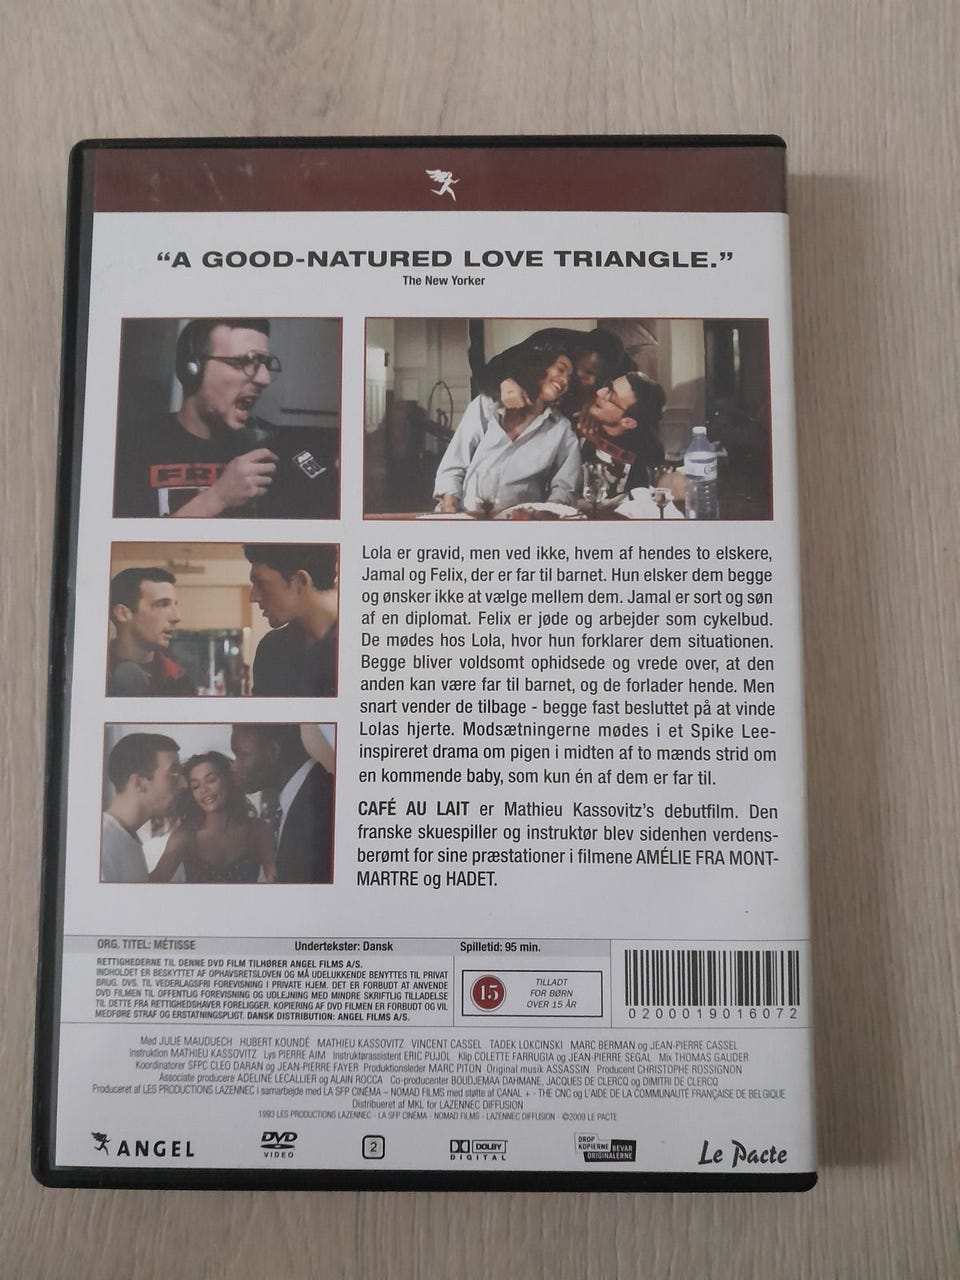 “A GOOD-NATURED LOVE TRIANGLE.”
The New Yorker
Lola er gravid, men ved ikke, hvem af hendes to elskere,
Jamal og Felix, der er far til barnet. Hun elsker dem begge
og ønsker ikke at vælge mellem dem. Jamal er sort og søn
af en diplomat. Felix er jøde og arbejder som cykelbud.
De mødes hos Lola, hvor hun forklarer dem situationen.
Begge bliver voldsomt ophidsede og vrede over, at den
anden kan være far til barnet, og de forlader hende. Men
snart vender de tilbage - begge fast besluttet på at vinde
Lolas hjerte. Modsætningerne mødes i et Spike Lee-
inspireret drama om pigen i midten af to mænds strid om
en kommende baby, som kun én af dem er far til.
CAFÉ AU LAIT er Mathieu Kassovitz’s debutfilm. Den
franske skuespiller og instruktør blev sidenhen verdens-
berømt for sine præstationer i filmene AMÉLIE FRA MONT-
MARTRE og HADET.
ORG. TITEL: MÉTISSE Undertekster: Dansk Spilletid: 95 min.
RETTIGHEDERNE TIL DENNE DVD FILM TILHØRER ANGEL FILMS A/S.
INDHOLDET ER BESKYTTET AF OPHAVSRETSLOVEN OG MÅ UDELUKKENDE BENYTTES TIL PRIVAT
BRUG. DVS. TIL VEDERLAGSFRI FOREVISNING I PRIVATE HJEM. DET ER FORBUDT AT ANVENDE
DVD FILMEN TIL OFFENTLIG FOREVISNING OG UDLEJNING MED MINDRE SKRIFTLIG TILLADELSE
TIL DETTE FRA RETTIGHEDSHAVER FORELIGGER. KOPIERING AF DVD FILMEN ER FORBUDT OG VIL
MEDFØRE STRAF OG ERSTATNINGSPLIGT. DANSK DISTRIBUTION: ANGEL FILMS A/S.
15
TILLADT
FOR BØRN
OVER 15 ÅR
0200019016072
Med JULIE MAUDUECH HUBERT KOUNDÉ MATHIEU KASSOVITZ VINCENT CASSEL TADEK LOKCINSKI MARC BERMAN og JEAN-PIERRE CASSEL
Instruktion MATHIEU KASSOVITZ Lys PIERRE AIM Instruktørassistent ERIC PUJOL Klip COLETTE FARRUGIA og JEAN-PIERRE SEGAL Mix THOMAS GAUDER
Koordinatorer SFPC CLEO DARAN og JEAN-PIERRE FAYER Produktionsleder MARC PITON Original musik ASSASSIN Producent CHRISTOPHE ROSSIGNON
Associate producere ADELINE LECALLIER og ALAIN ROCCA Co-producenter BOUDJEMAA DAHMANE, JACQUES DE CLERCQ og DIMITRI DE CLERCQ
Produceret af LES PRODUCTIONS LAZENNEC i samarbejde med LA SFP CINÉMA – NOMAD FILMS med støtte af CANAL + · THE CNC og L'AIDE DE LA COMMUNAUTÉ FRANÇAISE DE BELGIQUE
Distribueret af MKL for LAZENNEC DIFFUSION
1993 LES PRODUCTIONS LAZENNEC · LA SFP CINÉMA · NOMAD FILMS · LAZENNEC DIFFUSION ©2009 LE PACTE
ANGEL
DVD
VIDEO
2
DOLBY
DIGITAL
DROP
KOPIERNE BEVAR
ORIGINALERNE
Le Pacte